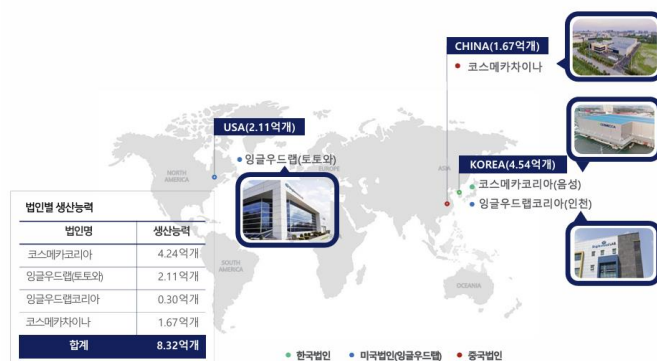 CHINA(1.67억개)
코스메카차이나
USA(2.11억개)
잉글우드랩(토토와)
KOREA(4.54억개)
코스메카코리아(음성)
잉글우드랩코리아(인천)
NORTH
AMERICA
EUROPE
ASIA
SOUTH
AMERICA
OCEANIA
법인별 생산능력
법인명 생산능력
코스메카코리아 4.24억개
잉글우드랩(토토와) 2.11억개
잉글우드랩코리아 0.30억개
코스메카차이나 1.67억개
합계 8.32억개
한국법인 미국법인(잉글우드랩) 중국법인